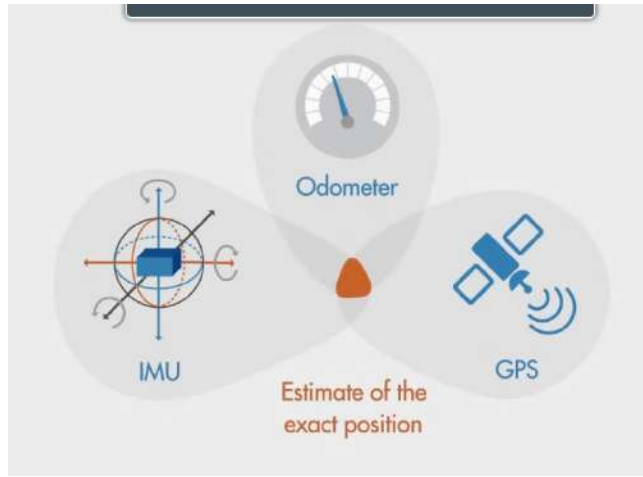 Odometer
IMU
GPS
Estimate of the
exact position